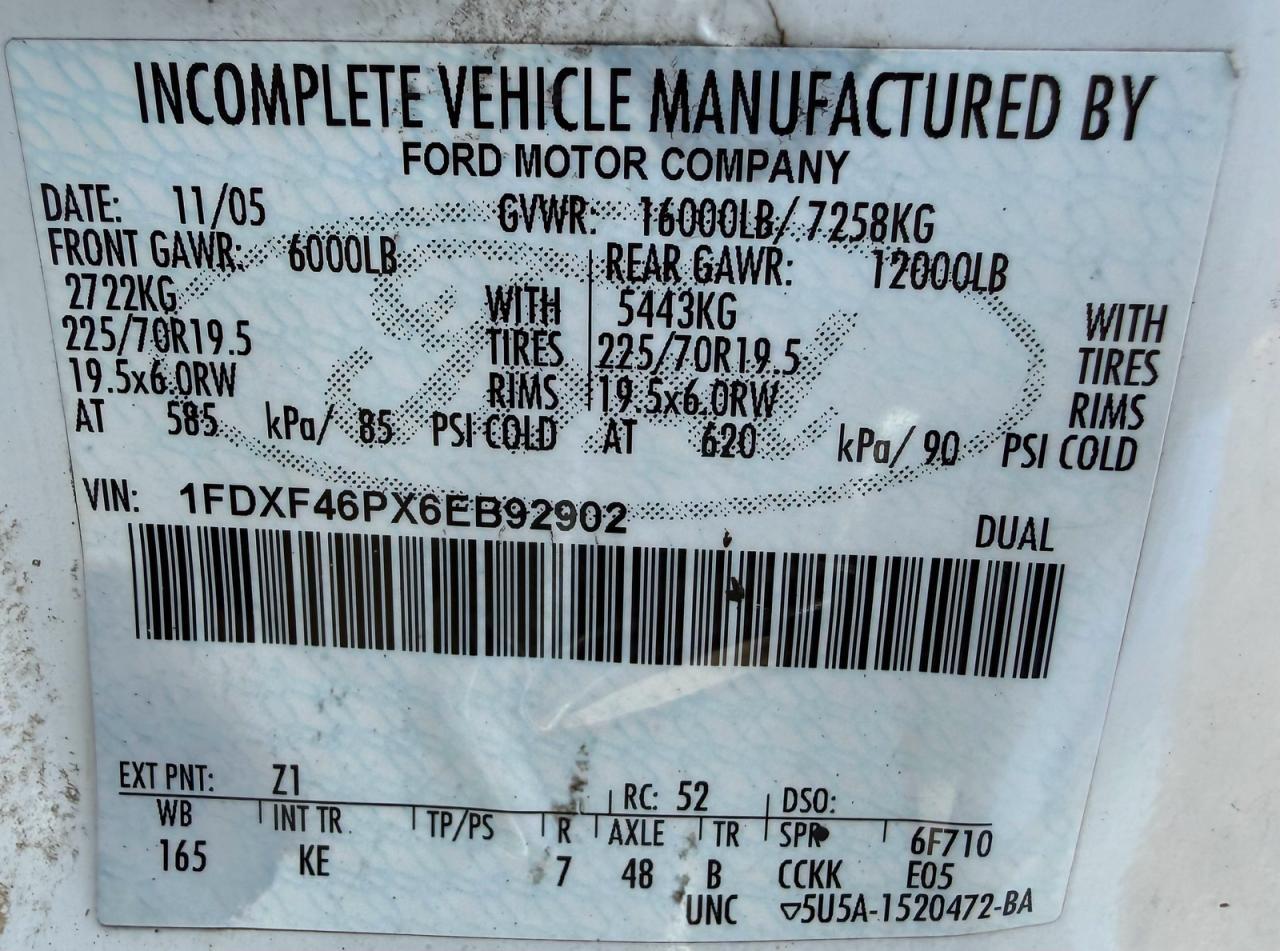 INCOMPLETE VEHICLE MANUFACTURED BY
FORD MOTOR COMPANY
DATE: 11/05 GVWR: 16000LB/ 7258KG
FRONT GAWR: 6000LB REAR GAWR: 12000LB
2722KG WITH 5443KG WITH
225/70R19.5 TIRES 225/70R19.5 TIRES
19.5x6.0RW RIMS 19.5x6.0RW RIMS
AT 585 kPa/ 85 PSI COLD AT 620 kPa/ 90 PSI COLD
VIN: 1FDXF46PX6EB92902
DUAL
EXT PNT: Z1 RC: 52 DSO:
WB INT TR TP/PS R AXLE TR SPR 6F710
165 KE 7 48 B CCKK E05
UNC ▽5U5A-1520472-BA